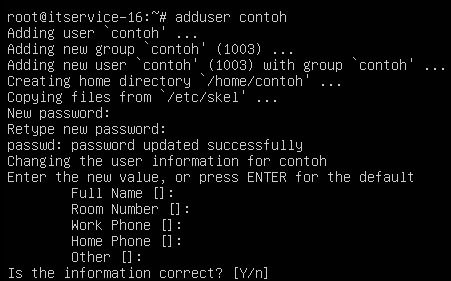 root@itservice-16:~# adduser contoh
Adding user `contoh' ...
Adding new group `contoh' (1003) ...
Adding new user `contoh' (1003) with group `contoh' ...
Creating home directory `/home/contoh' ...
Copying files from `/etc/skel' ...
New password:
Retype new password:
passwd: password updated successfully
Changing the user information for contoh
Enter the new value, or press ENTER for the default
        Full Name []:
        Room Number []:
        Work Phone []:
        Home Phone []:
        Other []:
Is the information correct? [Y/n]